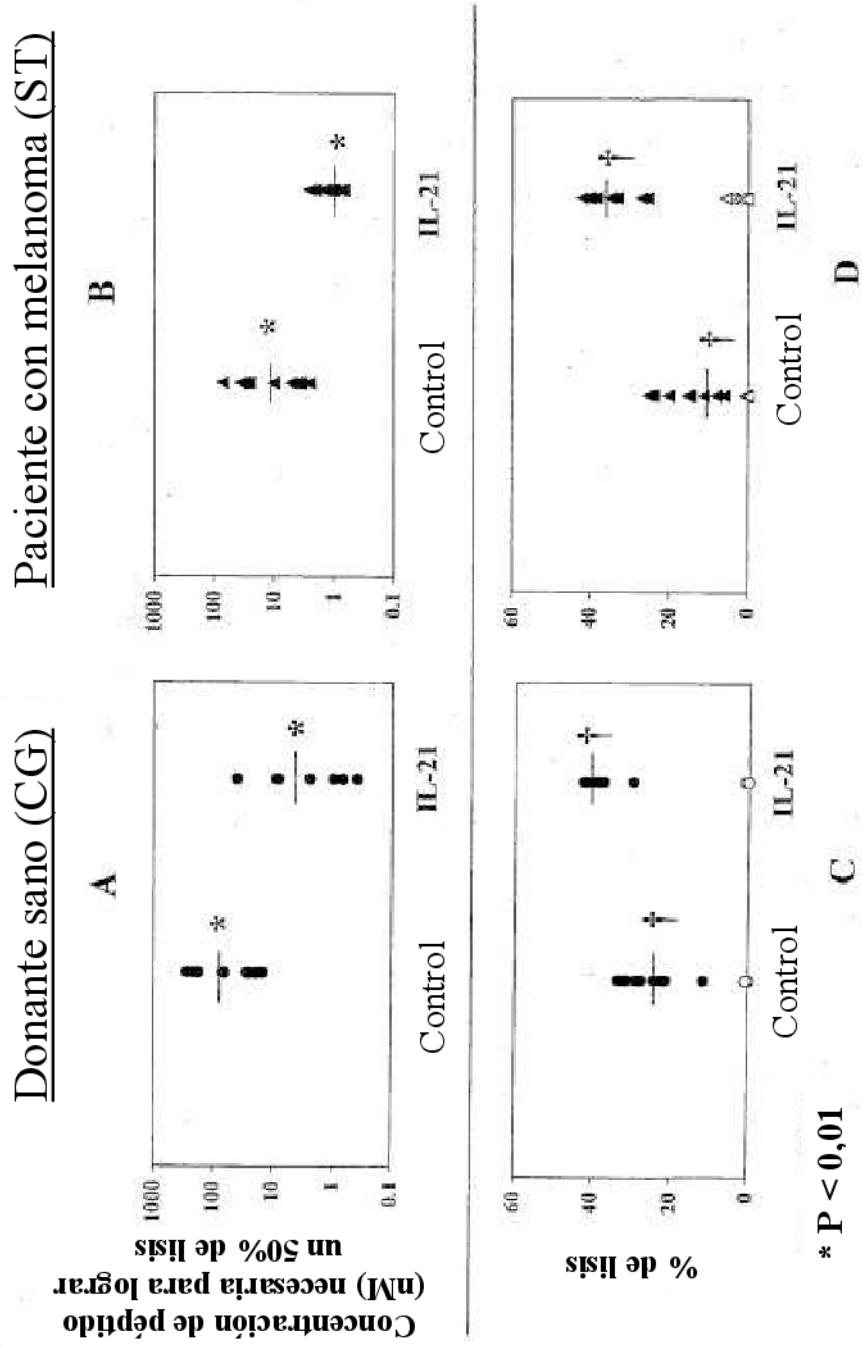 Donante sano (CG)
Paciente con melanoma (ST)
A
B
Concentración de péptido
(nM) necesaria para lograr
un 50% de lisis
1000
100
10
1
0.1
*
*
Control
IL-21
1000
100
10
1
0.1
*
*
Control
IL-21
% de lisis
60
40
20
0
†
†
Control
IL-21
C
60
40
20
0
†
†
Control
IL-21
D
* P < 0,01